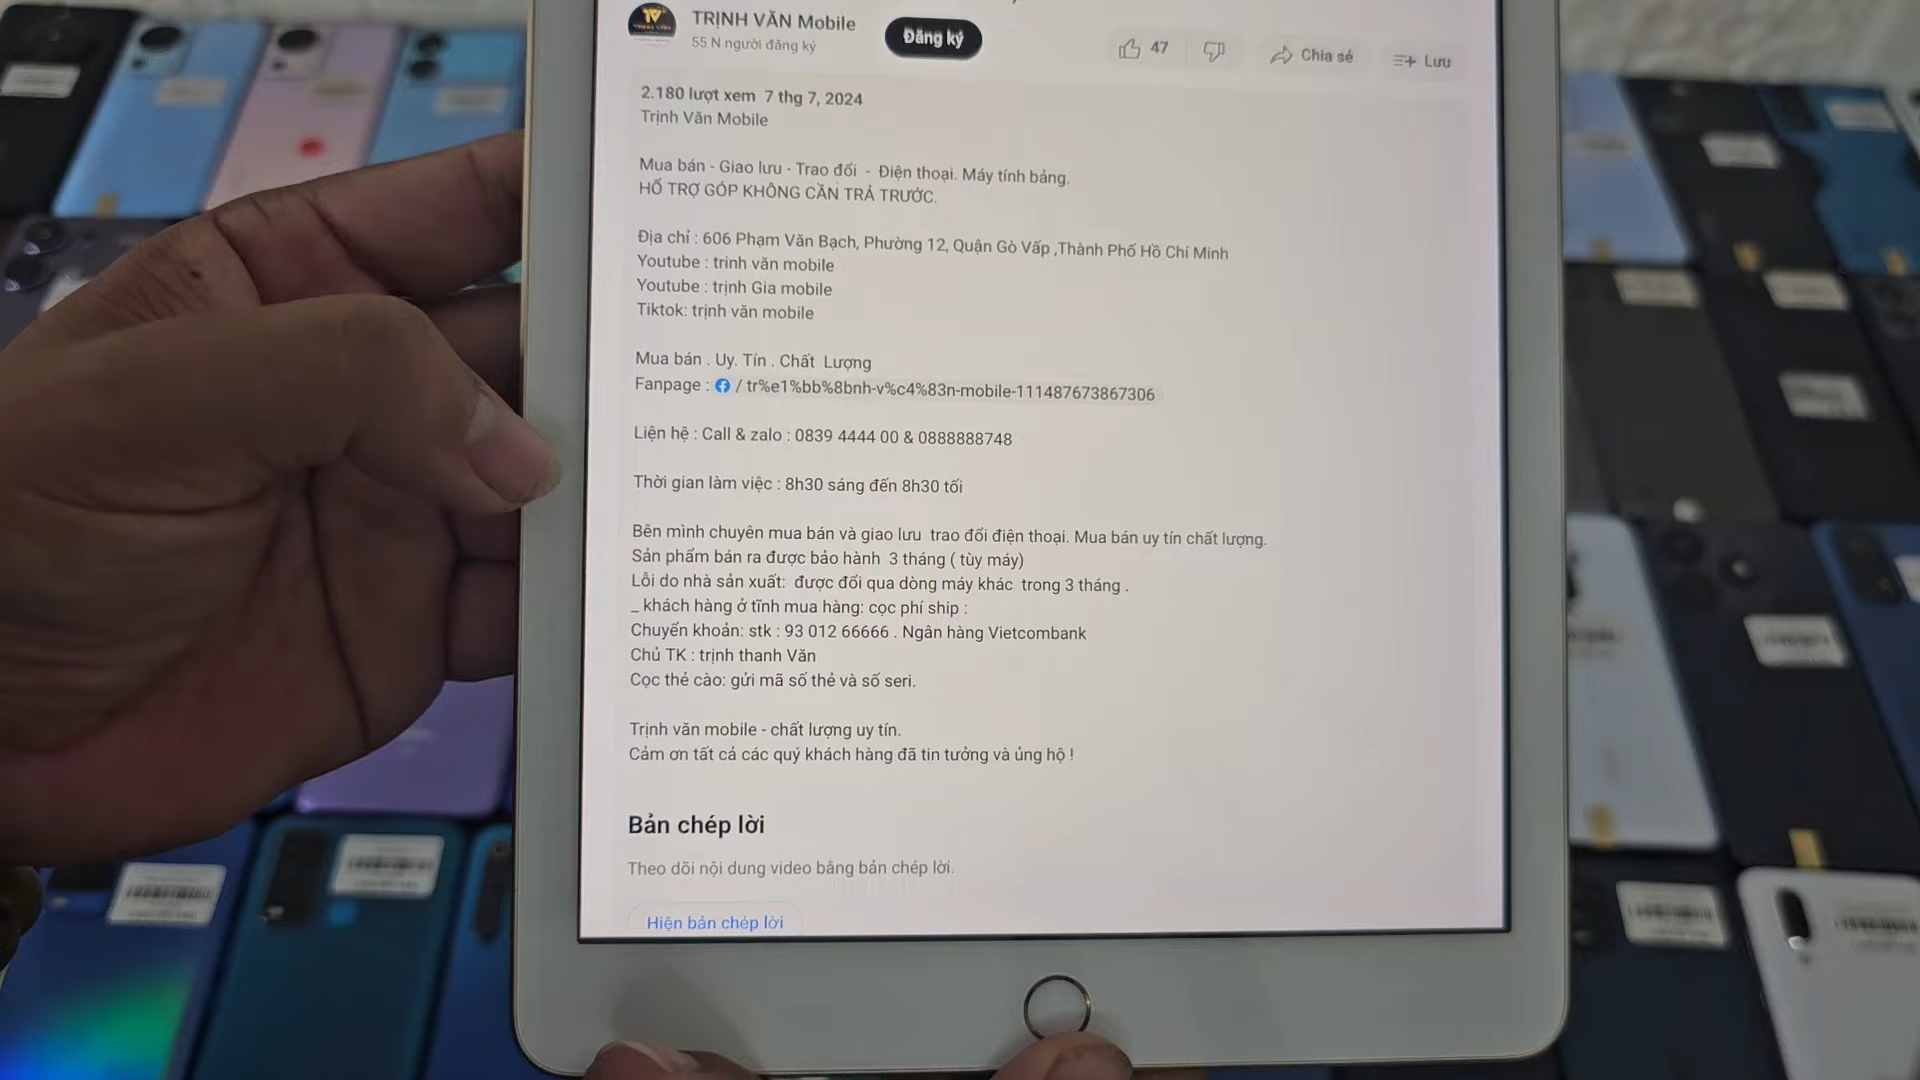 TRỊNH VĂN Mobile
55 N người đăng ký
Đăng ký
47
Chia sẻ
Lưu
2.180 lượt xem 7 thg 7, 2024
Trịnh Văn Mobile
Mua bán - Giao lưu - Trao đổi - Điện thoại. Máy tính bảng.
HỔ TRỢ GÓP KHÔNG CẦN TRẢ TRƯỚC.
Địa chỉ : 606 Phạm Văn Bạch, Phường 12, Quận Gò Vấp ,Thành Phố Hồ Chí Minh
Youtube : trinh văn mobile
Youtube : trịnh Gia mobile
Tiktok: trịnh văn mobile
Mua bán . Uy. Tín . Chất Lượng
Fanpage : / tr%e1%bb%8bnh-v%c4%83n-mobile-111487673867306
Liện hệ : Call & zalo : 0839 4444 00 & 0888888748
Thời gian làm việc : 8h30 sáng đến 8h30 tối
Bên mình chuyên mua bán và giao lưu trao đổi điện thoại. Mua bán uy tín chất lượng.
Sản phẩm bán ra được bảo hành 3 tháng ( tùy máy)
Lỗi do nhà sản xuất: được đổi qua dòng máy khác trong 3 tháng .
_ khách hàng ở tĩnh mua hàng: cọc phí ship :
Chuyển khoản: stk : 93 012 66666 . Ngân hàng Vietcombank
Chủ TK : trịnh thanh Văn
Cọc thẻ cào: gửi mã số thẻ và số seri.
Trịnh văn mobile - chất lượng uy tín.
Cảm ơn tất cả các quý khách hàng đã tin tưởng và ủng hộ !
Bản chép lời
Theo dõi nội dung video bằng bản chép lời.
Hiện bản chép lời